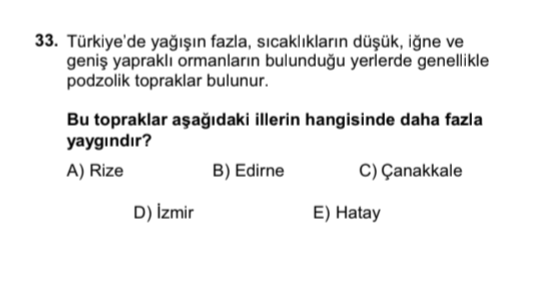 33. Türkiye'de yağışın fazla, sıcaklıkların düşük, iğne ve
geniş yapraklı ormanların bulunduğu yerlerde genellikle
podzolik topraklar bulunur.
Bu topraklar aşağıdaki illerin hangisinde daha fazla
yaygındır?
A) Rize B) Edirne C) Çanakkale
D) İzmir E) Hatay